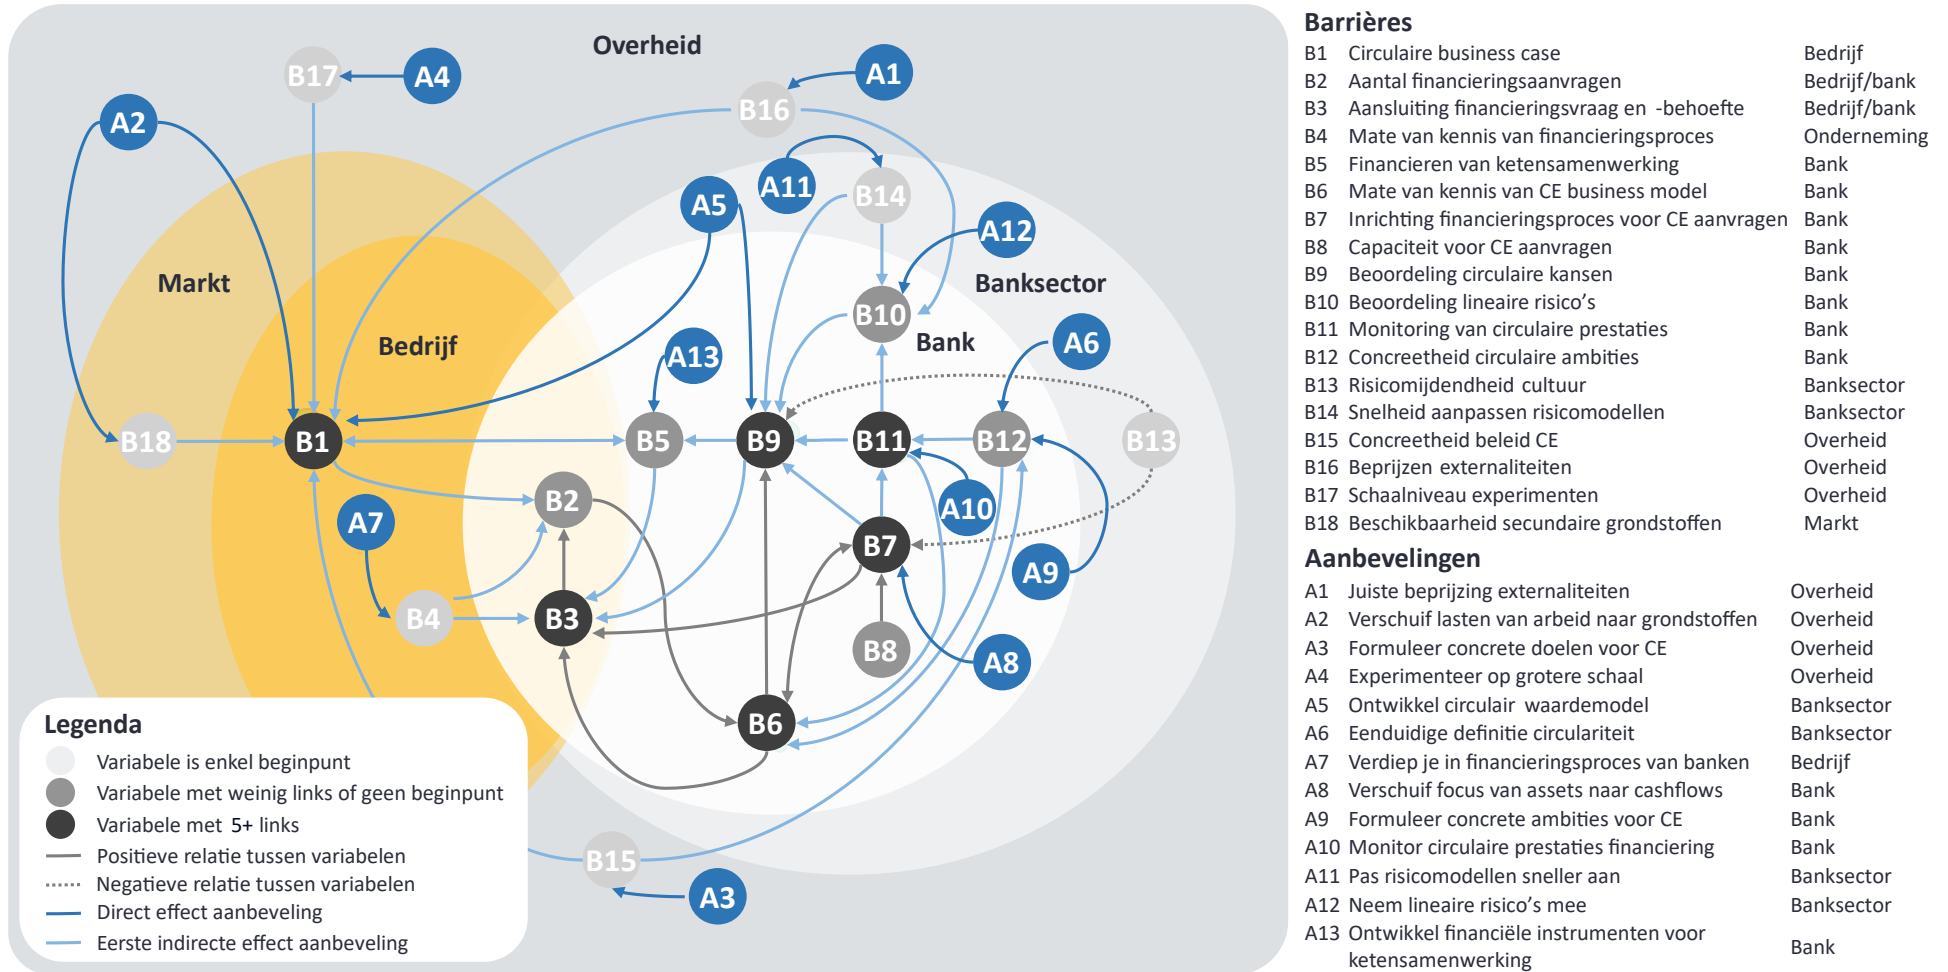 Overheid
B17
A4
A1
B16
A2
A11
B14
A5
A12
Markt
Banksector
B10
Bedrijf
Bank
A13
A6
B18
B1
B5
B9
B11
B12
B13
B2
A10
A7
B7
A9
B4
B3
B8
A8
B6
B15
A3
Legenda
Variabele is enkel beginpunt
Variabele met weinig links of geen beginpunt
Variabele met 5+ links
Positieve relatie tussen variabelen
Negatieve relatie tussen variabelen
Direct effect aanbeveling
Eerste indirecte effect aanbeveling
Barrières
B1 Circulaire business case Bedrijf
B2 Aantal financieringsaanvragen Bedrijf/bank
B3 Aansluiting financieringsvraag en -behoefte Bedrijf/bank
B4 Mate van kennis van financieringsproces Onderneming
B5 Financieren van ketensamenwerking Bank
B6 Mate van kennis van CE business model Bank
B7 Inrichting financieringsproces voor CE aanvragen Bank
B8 Capaciteit voor CE aanvragen Bank
B9 Beoordeling circulaire kansen Bank
B10 Beoordeling lineaire risico's Bank
B11 Monitoring van circulaire prestaties Bank
B12 Concreetheid circulaire ambities Bank
B13 Risicomijdendheid cultuur Banksector
B14 Snelheid aanpassen risicomodellen Banksector
B15 Concreetheid beleid CE Overheid
B16 Beprijzen externaliteiten Overheid
B17 Schaalniveau experimenten Overheid
B18 Beschikbaarheid secundaire grondstoffen Markt
Aanbevelingen
A1 Juiste beprijzing externaliteiten Overheid
A2 Verschuif lasten van arbeid naar grondstoffen Overheid
A3 Formuleer concrete doelen voor CE Overheid
A4 Experimenteer op grotere schaal Overheid
A5 Ontwikkel circulair waardemodel Banksector
A6 Eenduidige definitie circulariteit Banksector
A7 Verdiep je in financieringsproces van banken Bedrijf
A8 Verschuif focus van assets naar cashflows Bank
A9 Formuleer concrete ambities voor CE Bank
A10 Monitor circulaire prestaties financiering Bank
A11 Pas risicomodellen sneller aan Banksector
A12 Neem lineaire risico's mee Banksector
A13 Ontwikkel financiële instrumenten voor
ketensamenwerking Bank